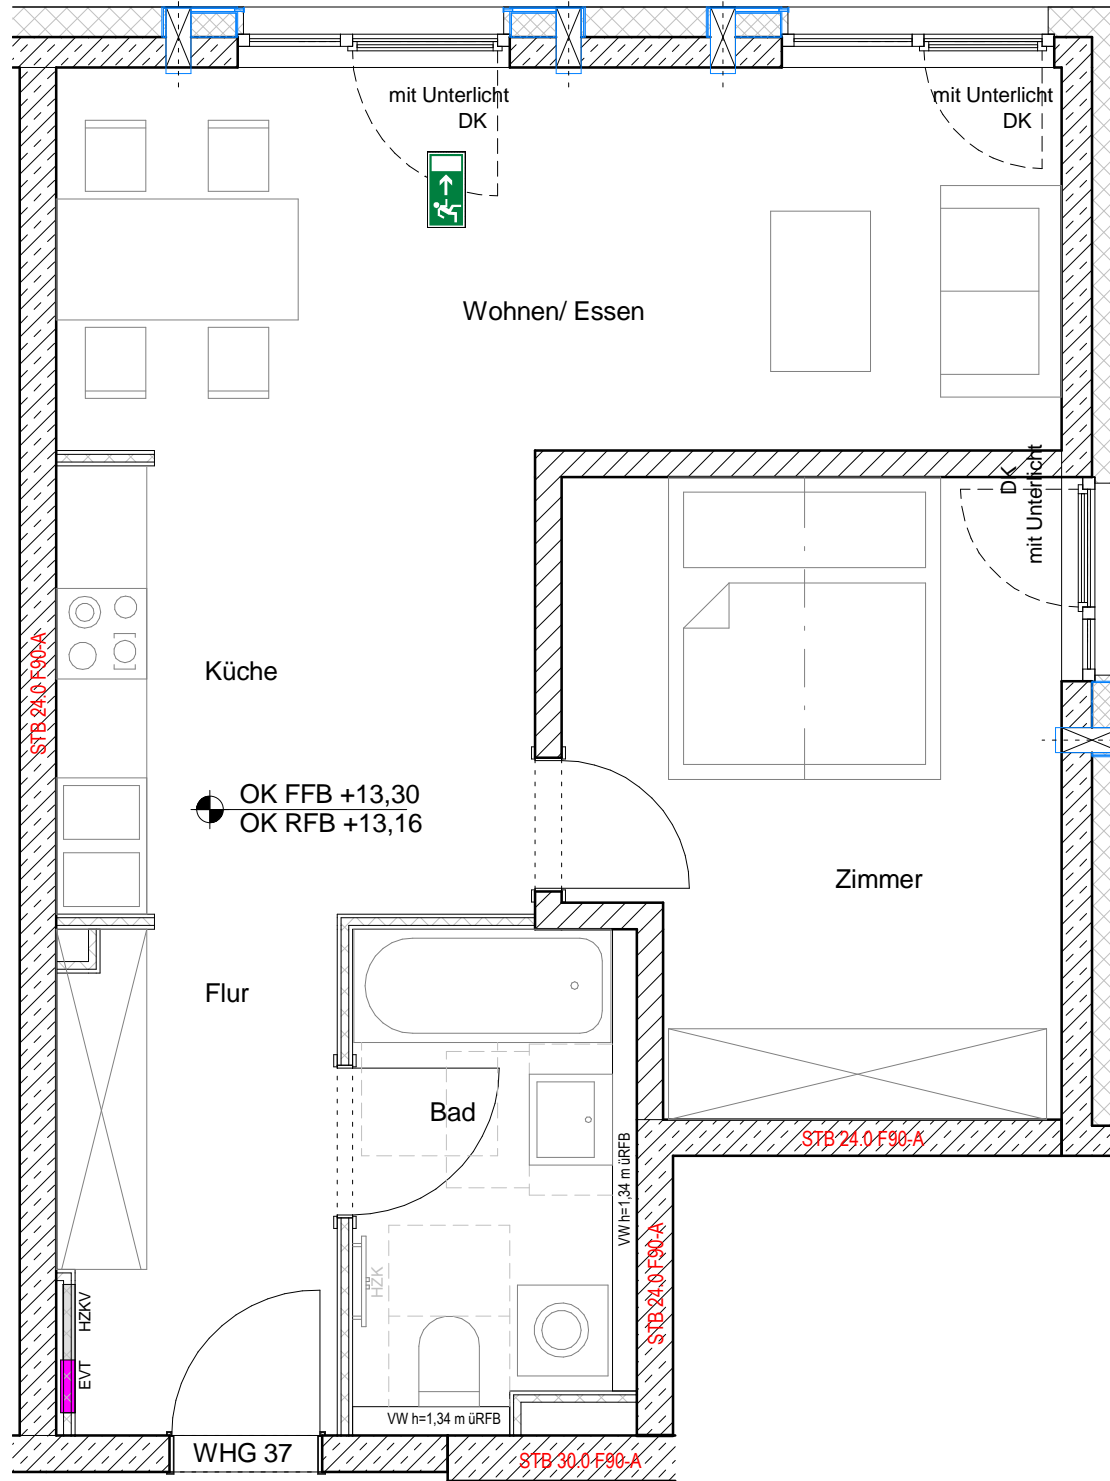 mit Unterlicht
DK
mit Unterlicht
DK
Wohnen/ Essen
DK
mit Unterlicht
STB 24.0 F90-A
Küche
OK FFB +13,30
OK RFB +13,16
Zimmer
Flur
Bad
STB 24.0 F90-A
VW h=1,34 m üRFB
STB 24.0 F90-A
HZK
HZKV
EVT
VW h=1,34 m üRFB
WHG 37
STB 30.0 F90-A